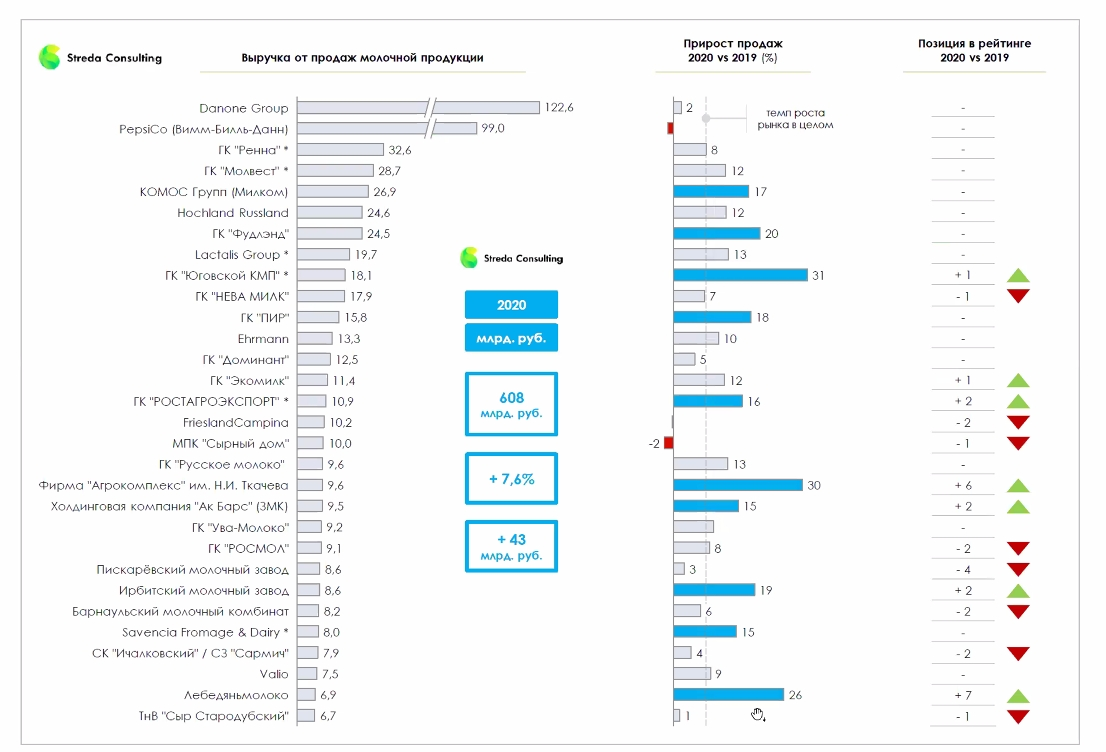 Streda Consulting
Выручка от продаж молочной продукции
Прирост продаж
2020 vs 2019 (%)
Позиция в рейтинге
2020 vs 2019
темп роста
рынка в целом
Danone Group 122,6 2 -
PepsiCo (Вимм-Билль-Данн) 99,0 -
ГК "Ренна" * 32,6 8 -
ГК "Молвест" * 28,7 12 -
КОМОС Групп (Милком) 26,9 17 -
Hochland Russland 24,6 12 -
ГК "Фудлэнд" 24,5 20 -
Lactalis Group * 19,7 13 -
ГК "Юговской КМП" * 18,1 31 + 1
ГК "НЕВА МИЛК" 17,9 7 - 1
ГК "ПИР" 15,8 18 -
Ehrmann 13,3 10 -
ГК "Доминант" 12,5 5 -
ГК "Экомилк" 11,4 12 + 1
ГК "РОСТАГРОЭКСПОРТ" * 10,9 16 + 2
FrieslandCampina 10,2 - 2
МПК "Сырный дом" 10,0 -2 - 1
ГК "Русское молоко" 9,6 13 -
Фирма "Агрокомплекс" им. Н.И. Ткачева 9,6 30 + 6
Холдинговая компания "Ак Барс" (ЗМК) 9,5 15 + 2
ГК "Ува-Молоко" 9,2 -
ГК "РОСМОЛ" 9,1 8 - 2
Пискарёвский молочный завод 8,6 3 - 4
Ирбитский молочный завод 8,6 19 + 2
Барнаульский молочный комбинат 8,2 6 - 2
Savencia Fromage & Dairy * 8,0 15 -
СК "Ичалковский" / СЗ "Сармич" 7,9 4 - 2
Valio 7,5 9 -
Лебедяньмолоко 6,9 26 + 7
ТнВ "Сыр Стародубский" 6,7 1 - 1
Streda Consulting
2020
млрд. руб.
608
млрд. руб.
+ 7,6%
+ 43
млрд. руб.